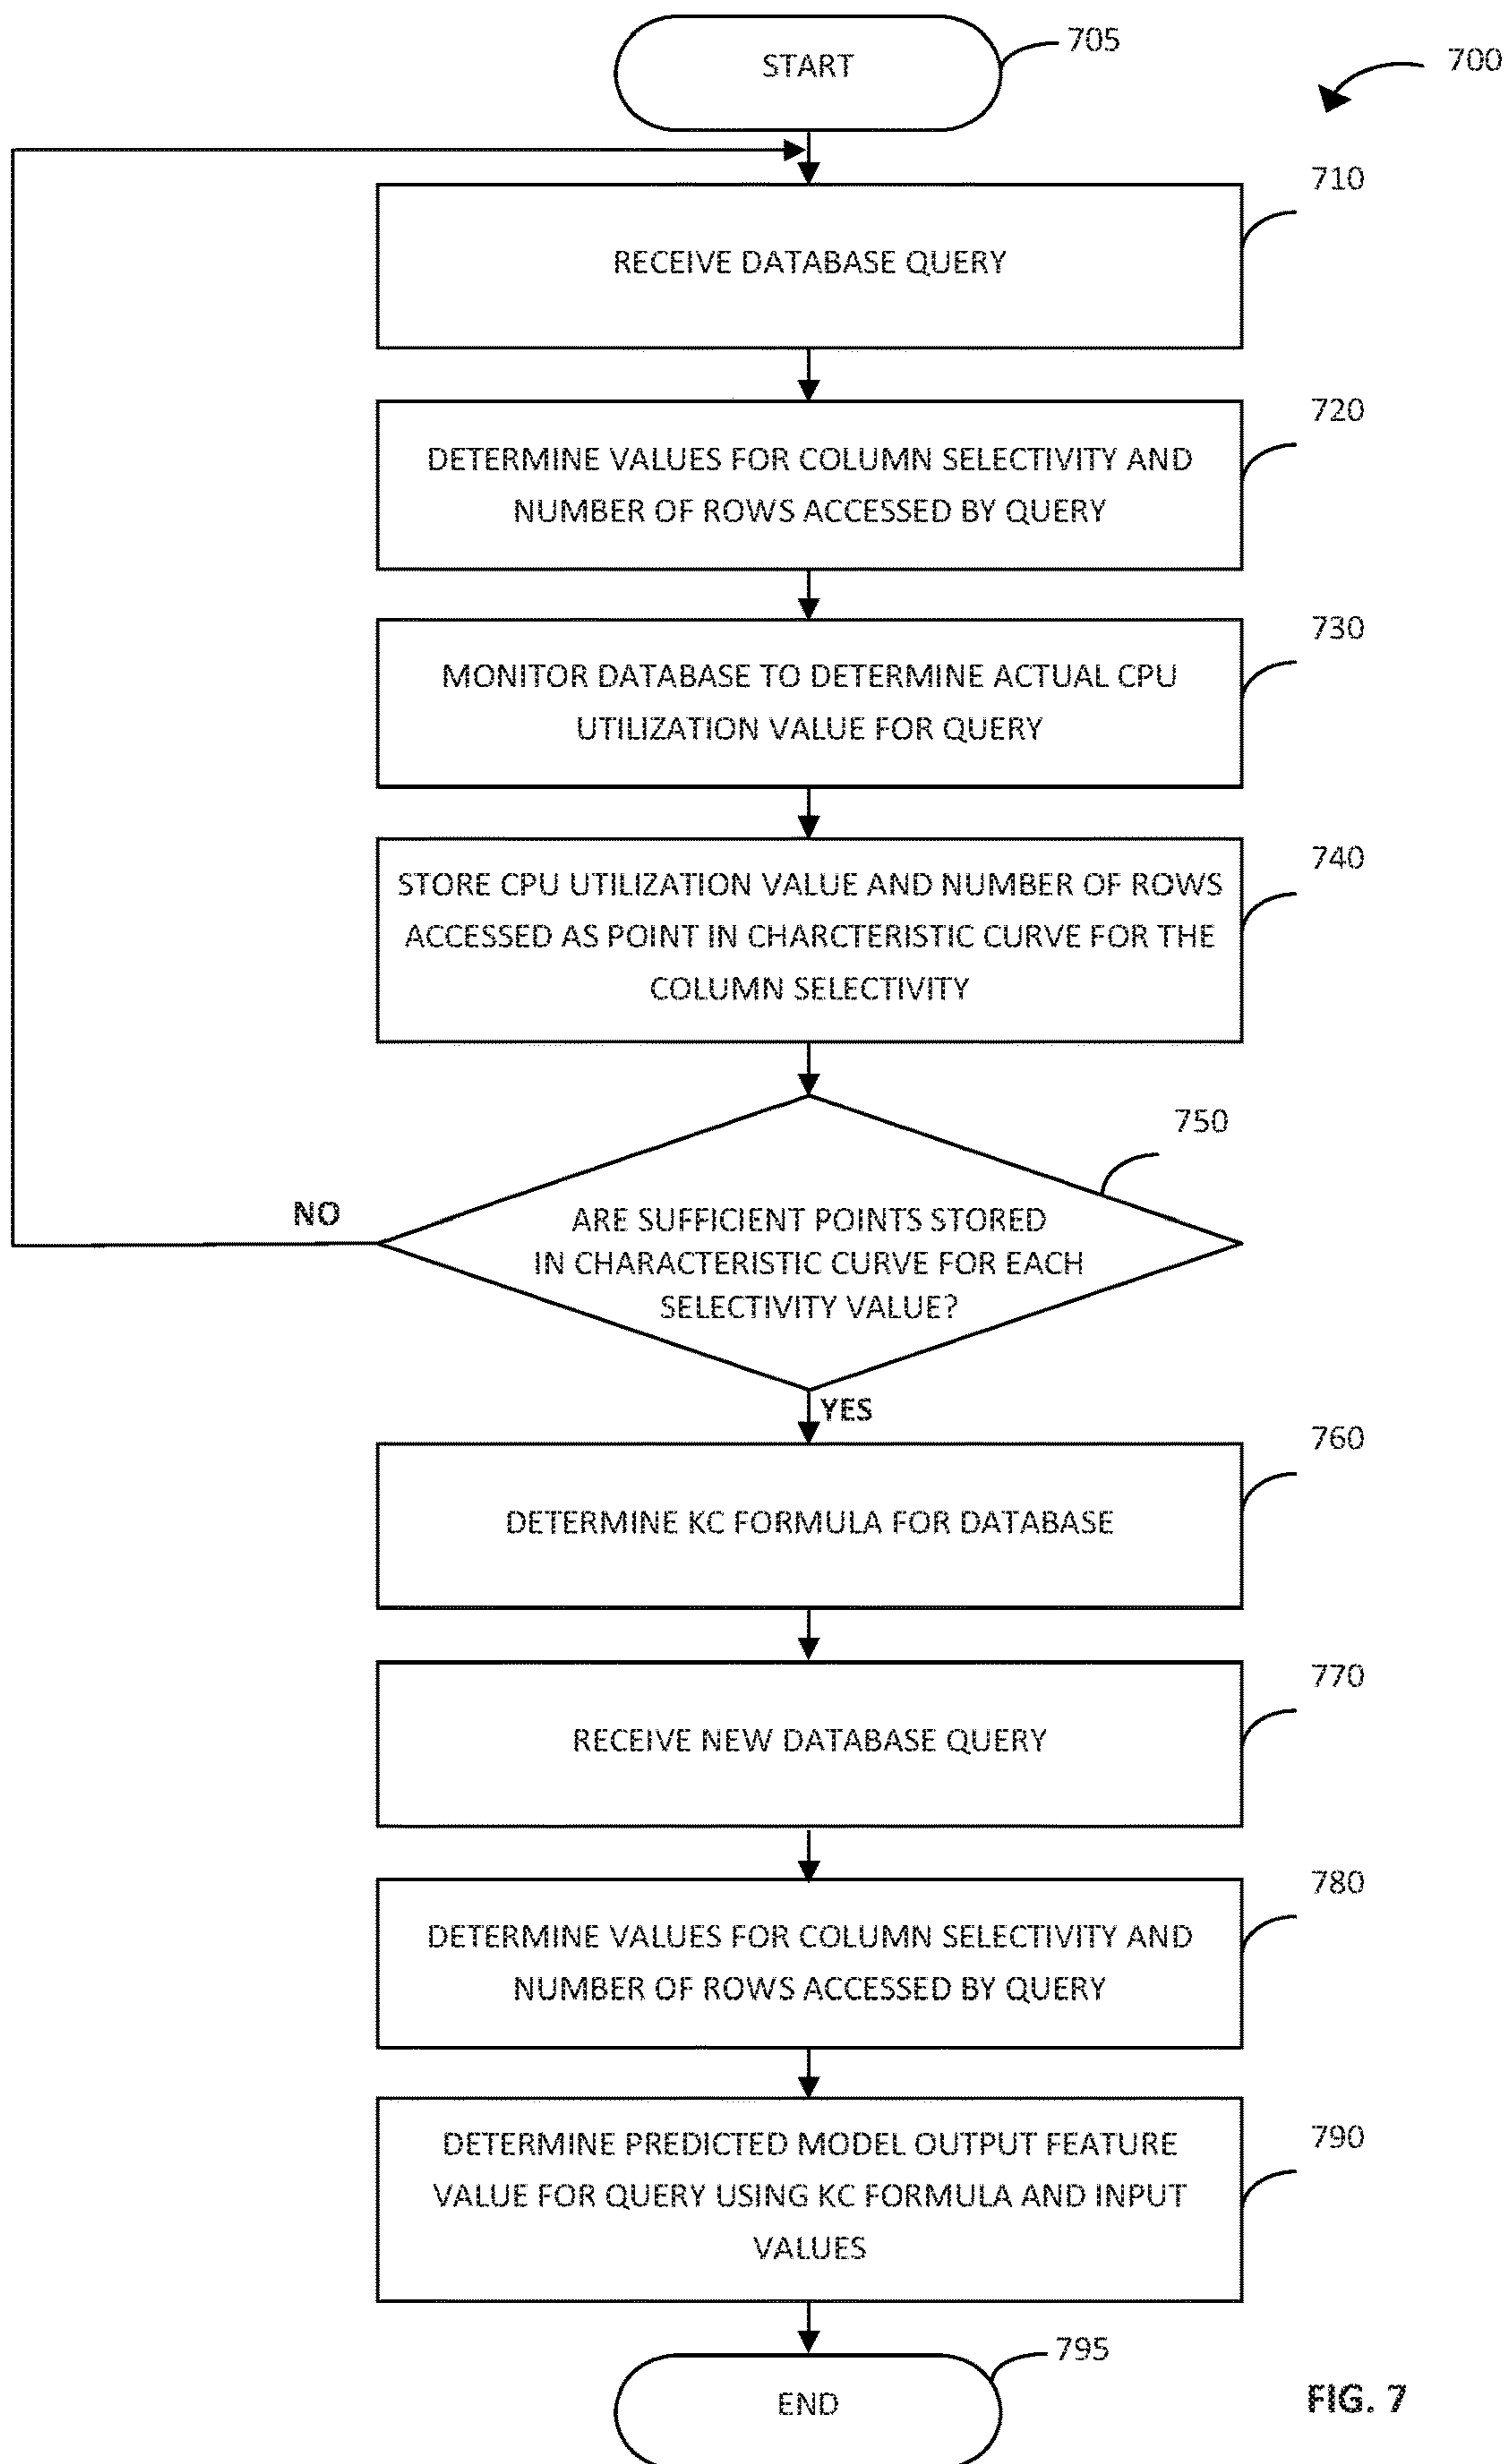 START
705
700
710
RECEIVE DATABASE QUERY
720
DETERMINE VALUES FOR COLUMN SELECTIVITY AND
NUMBER OF ROWS ACCESSED BY QUERY
730
MONITOR DATABASE TO DETERMINE ACTUAL CPU
UTILIZATION VALUE FOR QUERY
740
STORE CPU UTILIZATION VALUE AND NUMBER OF ROWS
ACCESSED AS POINT IN CHARCTERISTIC CURVE FOR THE
COLUMN SELECTIVITY
750
NO
ARE SUFFICIENT POINTS STORED
IN CHARACTERISTIC CURVE FOR EACH
SELECTIVITY VALUE?
YES
760
DETERMINE KC FORMULA FOR DATABASE
770
RECEIVE NEW DATABASE QUERY
780
DETERMINE VALUES FOR COLUMN SELECTIVITY AND
NUMBER OF ROWS ACCESSED BY QUERY
790
DETERMINE PREDICTED MODEL OUTPUT FEATURE
VALUE FOR QUERY USING KC FORMULA AND INPUT
VALUES
795
END
FIG. 7